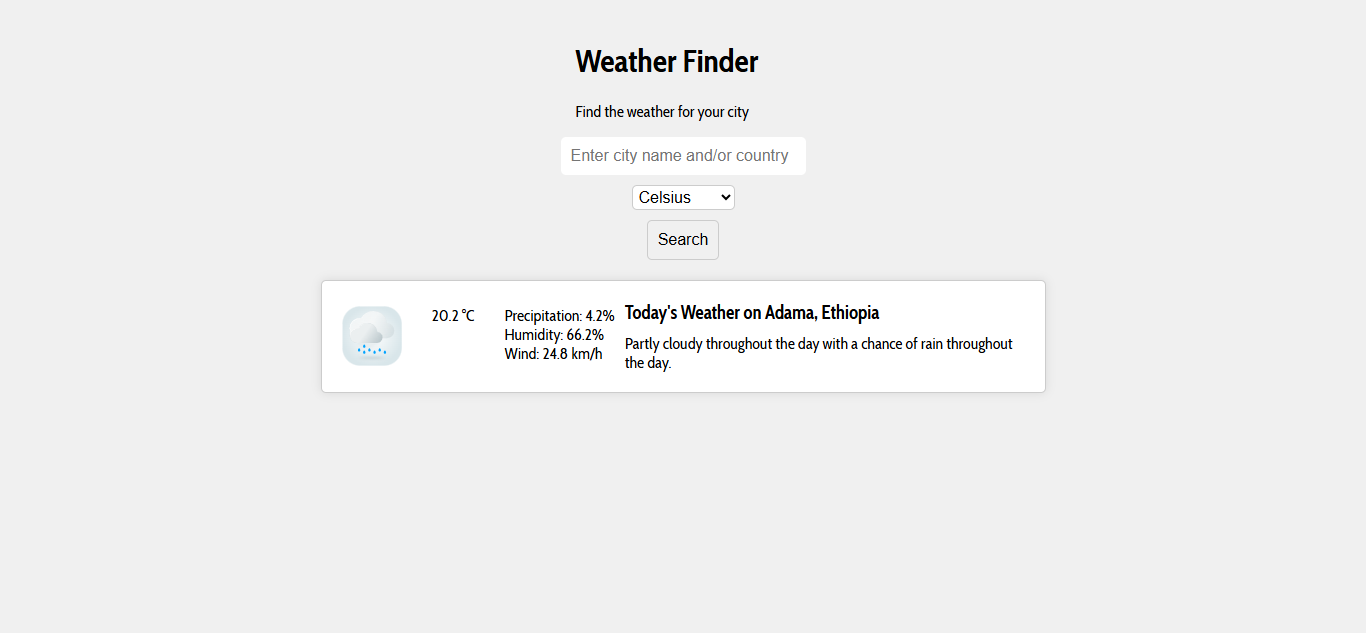 Weather Finder
Find the weather for your city
Enter city name and/or country
Celsius
Search
20.2 °C
Precipitation: 4.2%
Humidity: 66.2%
Wind: 24.8 km/h
Today's Weather on Adama, Ethiopia
Partly cloudy throughout the day with a chance of rain throughout
the day.